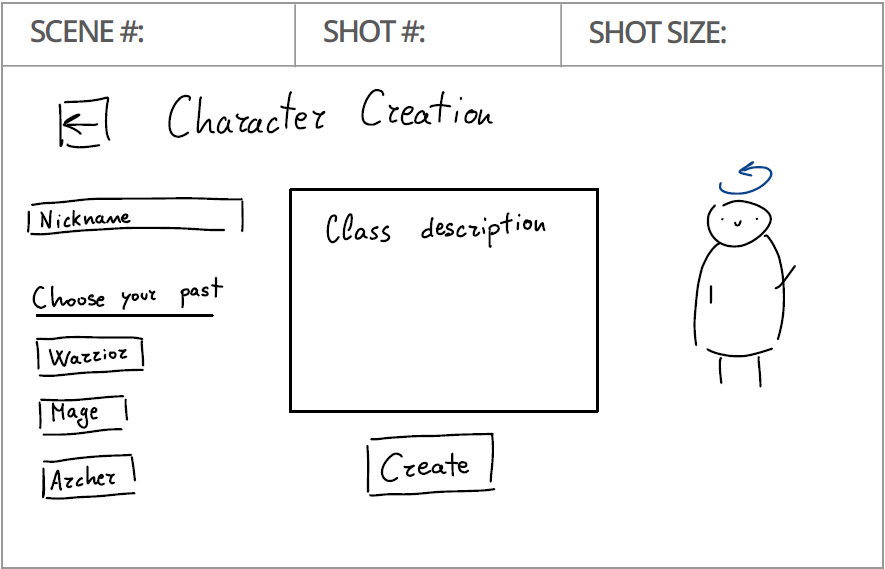 SCENE #:
SHOT #:
SHOT SIZE:
Character Creation
Nickname
Choose your past
Warrior
Mage
Archer
Class description
Create